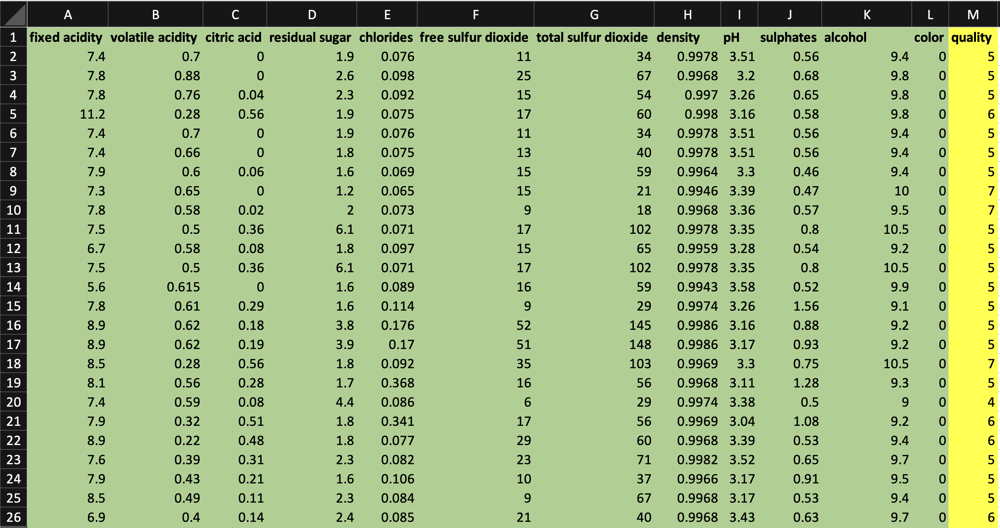 A B C D E F G H I J K L M
1 fixed acidity volatile acidity citric acid residual sugar chlorides free sulfur dioxide total sulfur dioxide density pH sulphates alcohol color quality
2 7.4 0.7 0 1.9 0.076 11 34 0.9978 3.51 0.56 9.4 0 5
3 7.8 0.88 0 2.6 0.098 25 67 0.9968 3.2 0.68 9.8 0 5
4 7.8 0.76 0.04 2.3 0.092 15 54 0.997 3.26 0.65 9.8 0 5
5 11.2 0.28 0.56 1.9 0.075 17 60 0.998 3.16 0.58 9.8 0 6
6 7.4 0.7 0 1.9 0.076 11 34 0.9978 3.51 0.56 9.4 0 5
7 7.4 0.66 0 1.8 0.075 13 40 0.9978 3.51 0.56 9.4 0 5
8 7.9 0.6 0.06 1.6 0.069 15 59 0.9964 3.3 0.46 9.4 0 5
9 7.3 0.65 0 1.2 0.065 15 21 0.9946 3.39 0.47 10 0 7
10 7.8 0.58 0.02 2 0.073 9 18 0.9968 3.36 0.57 9.5 0 7
11 7.5 0.5 0.36 6.1 0.071 17 102 0.9978 3.35 0.8 10.5 0 5
12 6.7 0.58 0.08 1.8 0.097 15 65 0.9959 3.28 0.54 9.2 0 5
13 7.5 0.5 0.36 6.1 0.071 17 102 0.9978 3.35 0.8 10.5 0 5
14 5.6 0.615 0 1.6 0.089 16 59 0.9943 3.58 0.52 9.9 0 5
15 7.8 0.61 0.29 1.6 0.114 9 29 0.9974 3.26 1.56 9.1 0 5
16 8.9 0.62 0.18 3.8 0.176 52 145 0.9986 3.16 0.88 9.2 0 5
17 8.9 0.62 0.19 3.9 0.17 51 148 0.9986 3.17 0.93 9.2 0 5
18 8.5 0.28 0.56 1.8 0.092 35 103 0.9969 3.3 0.75 10.5 0 7
19 8.1 0.56 0.28 1.7 0.368 16 56 0.9968 3.11 1.28 9.3 0 5
20 7.4 0.59 0.08 4.4 0.086 6 29 0.9974 3.38 0.5 9 0 4
21 7.9 0.32 0.51 1.8 0.341 17 56 0.9969 3.04 1.08 9.2 0 6
22 8.9 0.22 0.48 1.8 0.077 29 60 0.9968 3.39 0.53 9.4 0 6
23 7.6 0.39 0.31 2.3 0.082 23 71 0.9982 3.52 0.65 9.7 0 5
24 7.9 0.43 0.21 1.6 0.106 10 37 0.9966 3.17 0.91 9.5 0 5
25 8.5 0.49 0.11 2.3 0.084 9 67 0.9968 3.17 0.53 9.4 0 5
26 6.9 0.4 0.14 2.4 0.085 21 40 0.9968 3.43 0.63 9.7 0 6